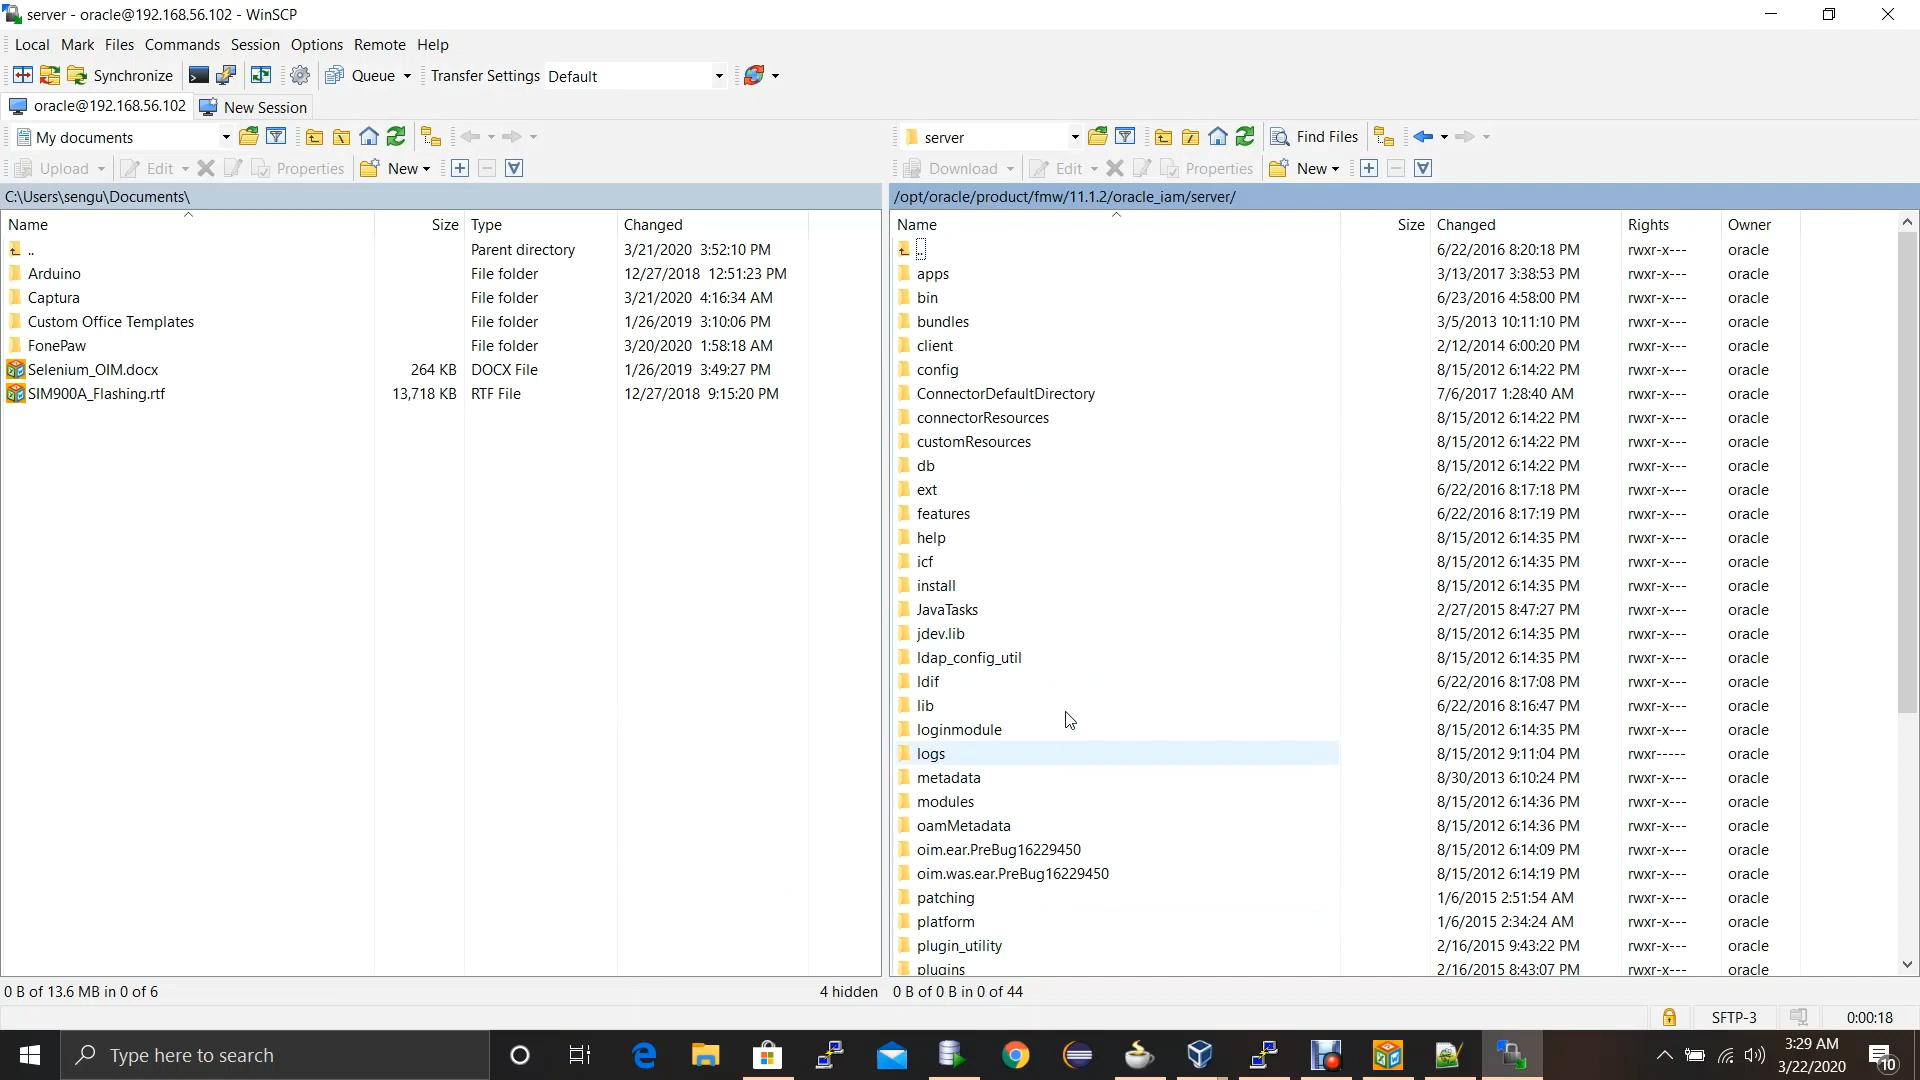 server - oracle@192.168.56.102 - WinSCP
Local Mark Files Commands Session Options Remote Help
Synchronize Queue Transfer Settings Default
oracle@192.168.56.102 New Session
My documents server Find Files
Upload Edit Properties New Download Edit Properties New
C:\Users\sengu\Documents\ /opt/oracle/product/fmw/11.1.2/oracle_iam/server/
Name Size Type Changed
.. Parent directory 3/21/2020 3:52:10 PM
Arduino File folder 12/27/2018 12:51:23 PM
Captura File folder 3/21/2020 4:16:34 AM
Custom Office Templates File folder 1/26/2019 3:10:06 PM
FonePaw File folder 3/20/2020 1:58:18 AM
Selenium_OIM.docx 264 KB DOCX File 1/26/2019 3:49:27 PM
SIM900A_Flashing.rtf 13,718 KB RTF File 12/27/2018 9:15:20 PM
Name Size Changed Rights Owner
.. 6/22/2016 8:20:18 PM rwxr-x--- oracle
apps 3/13/2017 3:38:53 PM rwxr-x--- oracle
bin 6/23/2016 4:58:00 PM rwxr-x--- oracle
bundles 3/5/2013 10:11:10 PM rwxr-x--- oracle
client 2/12/2014 6:00:20 PM rwxr-x--- oracle
config 8/15/2012 6:14:22 PM rwxr-x--- oracle
ConnectorDefaultDirectory 7/6/2017 1:28:40 AM rwxr-x--- oracle
connectorResources 8/15/2012 6:14:22 PM rwxr-x--- oracle
customResources 8/15/2012 6:14:22 PM rwxr-x--- oracle
db 8/15/2012 6:14:22 PM rwxr-x--- oracle
ext 6/22/2016 8:17:18 PM rwxr-x--- oracle
features 6/22/2016 8:17:19 PM rwxr-x--- oracle
help 8/15/2012 6:14:35 PM rwxr-x--- oracle
icf 8/15/2012 6:14:35 PM rwxr-x--- oracle
install 8/15/2012 6:14:35 PM rwxr-x--- oracle
JavaTasks 2/27/2015 8:47:27 PM rwxr-x--- oracle
jdev.lib 8/15/2012 6:14:35 PM rwxr-x--- oracle
ldap_config_util 8/15/2012 6:14:35 PM rwxr-x--- oracle
ldif 6/22/2016 8:17:08 PM rwxr-x--- oracle
lib 6/22/2016 8:16:47 PM rwxr-x--- oracle
loginmodule 8/15/2012 6:14:35 PM rwxr-x--- oracle
logs 8/15/2012 9:11:04 PM rwxr----- oracle
metadata 8/30/2013 6:10:24 PM rwxr-x--- oracle
modules 8/15/2012 6:14:36 PM rwxr-x--- oracle
oamMetadata 8/15/2012 6:14:36 PM rwxr-x--- oracle
oim.ear.PreBug16229450 8/15/2012 6:14:09 PM rwxr-x--- oracle
oim.was.ear.PreBug16229450 8/15/2012 6:14:19 PM rwxr-x--- oracle
patching 1/6/2015 2:51:54 AM rwxr-x--- oracle
platform 1/6/2015 2:34:24 AM rwxr-x--- oracle
plugin_utility 2/16/2015 9:43:22 PM rwxr-x--- oracle
plugins 2/16/2015 8:43:07 PM rwxr-x--- oracle
0 B of 13.6 MB in 0 of 6 4 hidden 0 B of 0 B in 0 of 44
SFTP-3 0:00:18
Type here to search 3:29 AM
3/22/2020 10